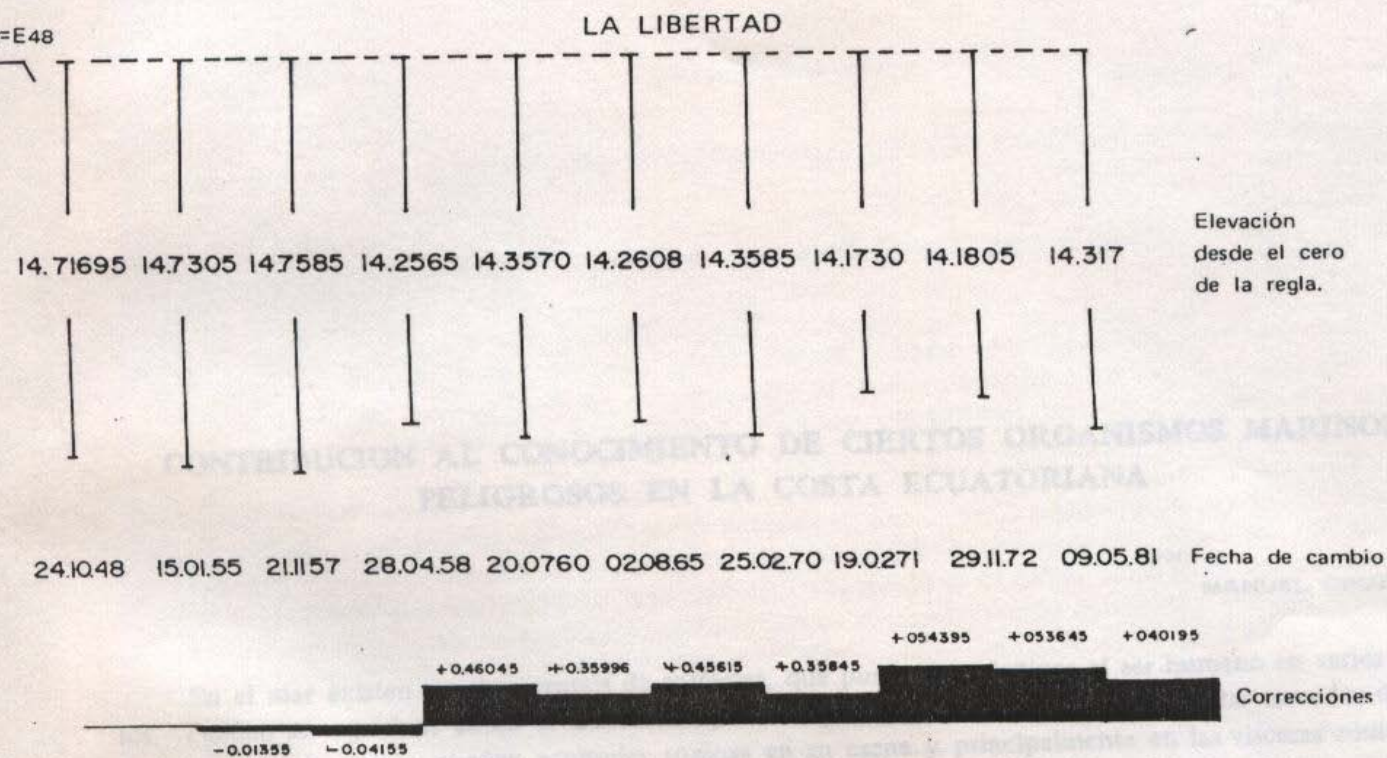 LA LIBERTAD
=E48
14.71695 14.7305 14.7585 14.2565 14.3570 14.2608 14.3585 14.1730 14.1805 14.317
Elevación
desde el cero
de la regla.
CONTRIBUCION AL CONOCIMIENTO DE CIERTOS ORGANISMOS MARINOS
PELIGROSOS EN LA COSTA ECUATORIANA
24.10.48 15.01.55 21.11.57 28.04.58 20.0760 02.08.65 25.02.70 19.0271 29.11.72 09.05.81 Fecha de cambio
+054395 +053645 +040195
+0.46045 +0.35996 +0.45615 +0.35845
Correcciones
-0.01355 -0.04155